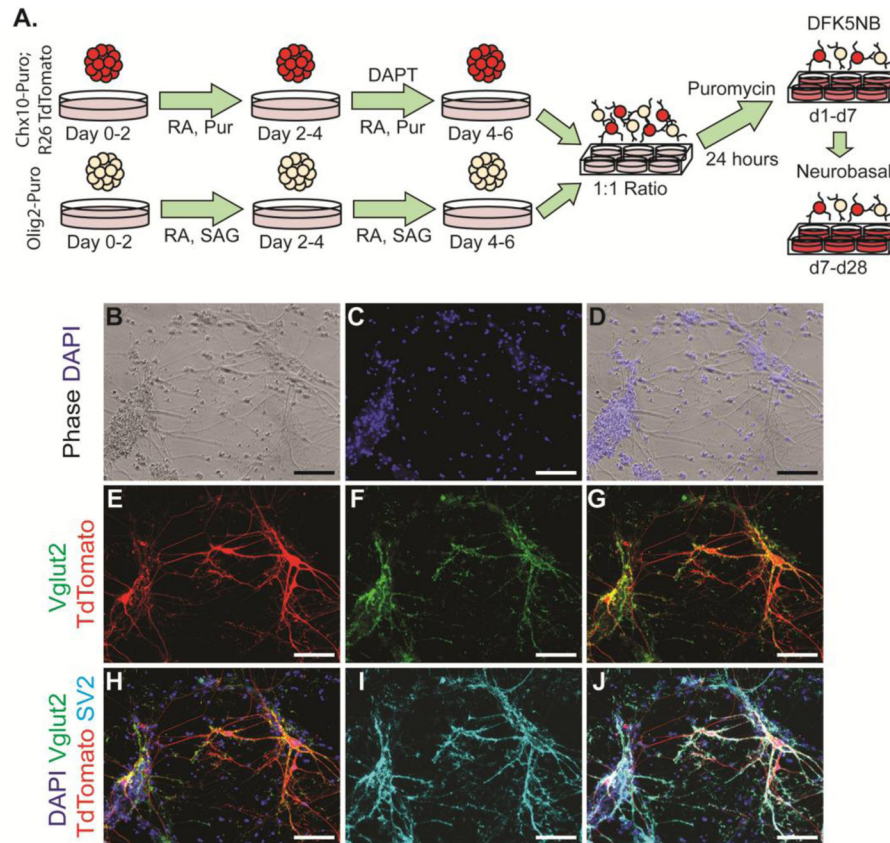 A.
Chx10-Puro;
R26 TdTomato
Day 0-2
RA, Pur
Day 2-4
DAPT
RA, Pur
Day 4-6
Olig2-Puro
Day 0-2
RA, SAG
Day 2-4
RA, SAG
Day 4-6
1:1 Ratio
Puromycin
24 hours
DFK5NB
d1-d7
Neurobasal
d7-d28
Phase DAPI
B
C
D
Vglut2
TdTomato
E
F
G
DAPI Vglut2
TdTomato SV2
H
I
J